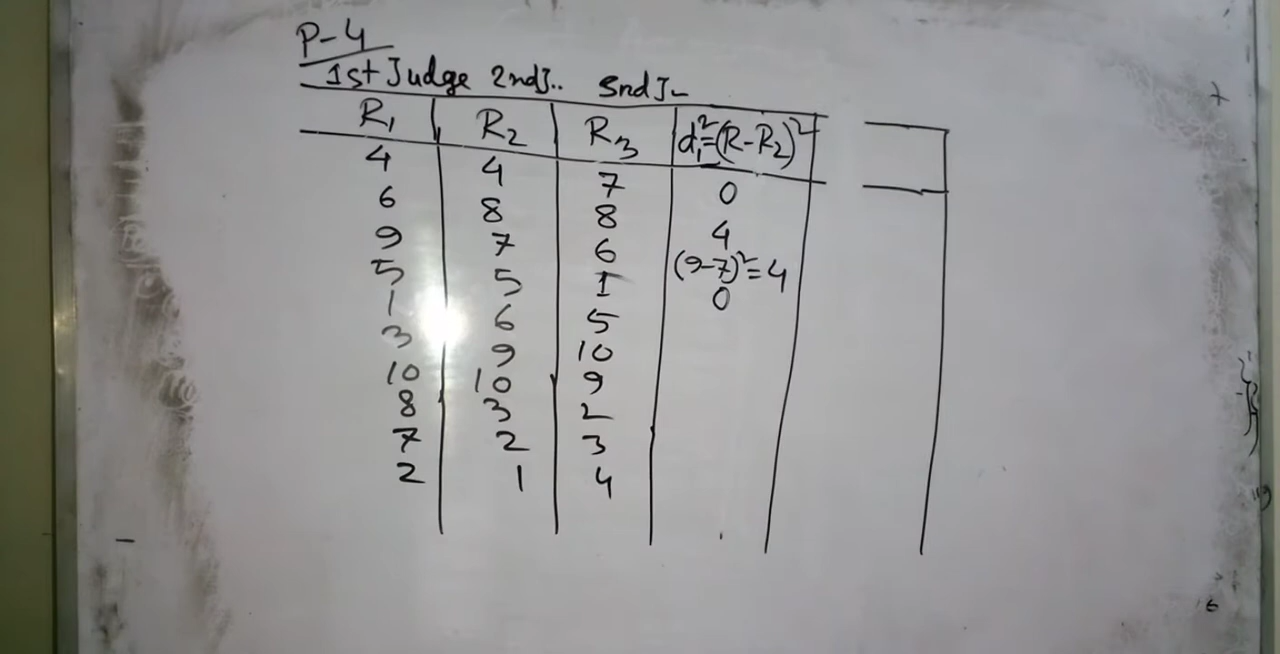 P-4
1st Judge 2ndJ.. 3rd J-
R₁ R₂ R₃ d₁²=(R-R₂)²
4 4 7 0
6 8 8 4
9 7 6 (9-7)²=4
5 5 1 0
1 6 5
3 9 10
10 10 9
8 3 2
7 2 3
2 1 4